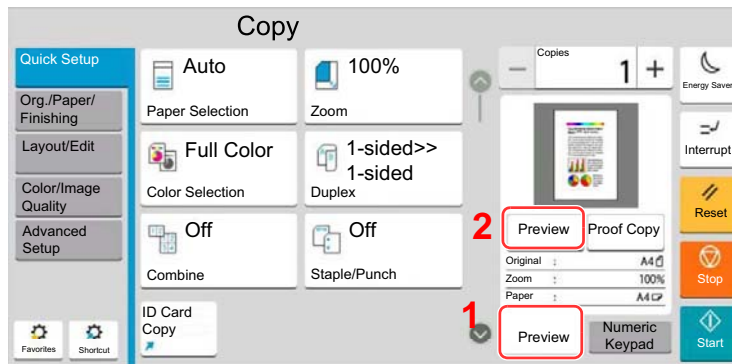 Copy
Quick Setup
Org./Paper/
Finishing
Layout/Edit
Color/Image
Quality
Advanced
Setup
Favorites
Shortcut
Auto
Paper Selection
100%
Zoom
Full Color
Color Selection
1-sided>>
1-sided
Duplex
Off
Combine
Off
Staple/Punch
ID Card
Copy
Copies
1
2
Preview
Proof Copy
Original : A4
Zoom : 100%
Paper : A4
1
Preview
Numeric
Keypad
Energy Saver
Interrupt
Reset
Stop
Start